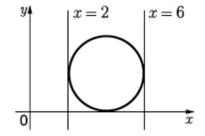 y
x = 2
x = 6
0
x